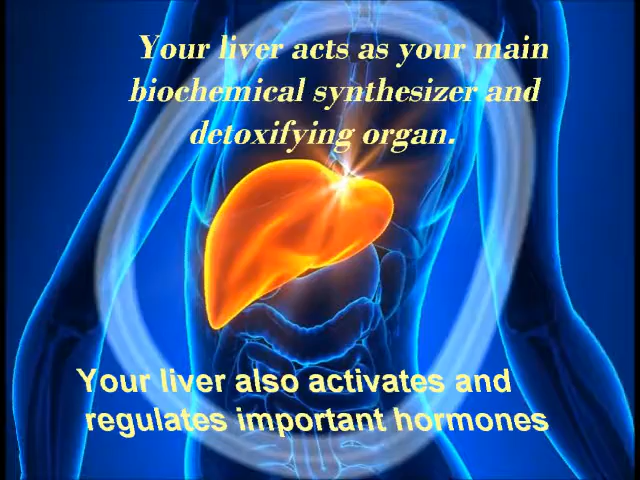 Your liver acts as your main
biochemical synthesizer and
detoxifying organ.
Your liver also activates and
regulates important hormones